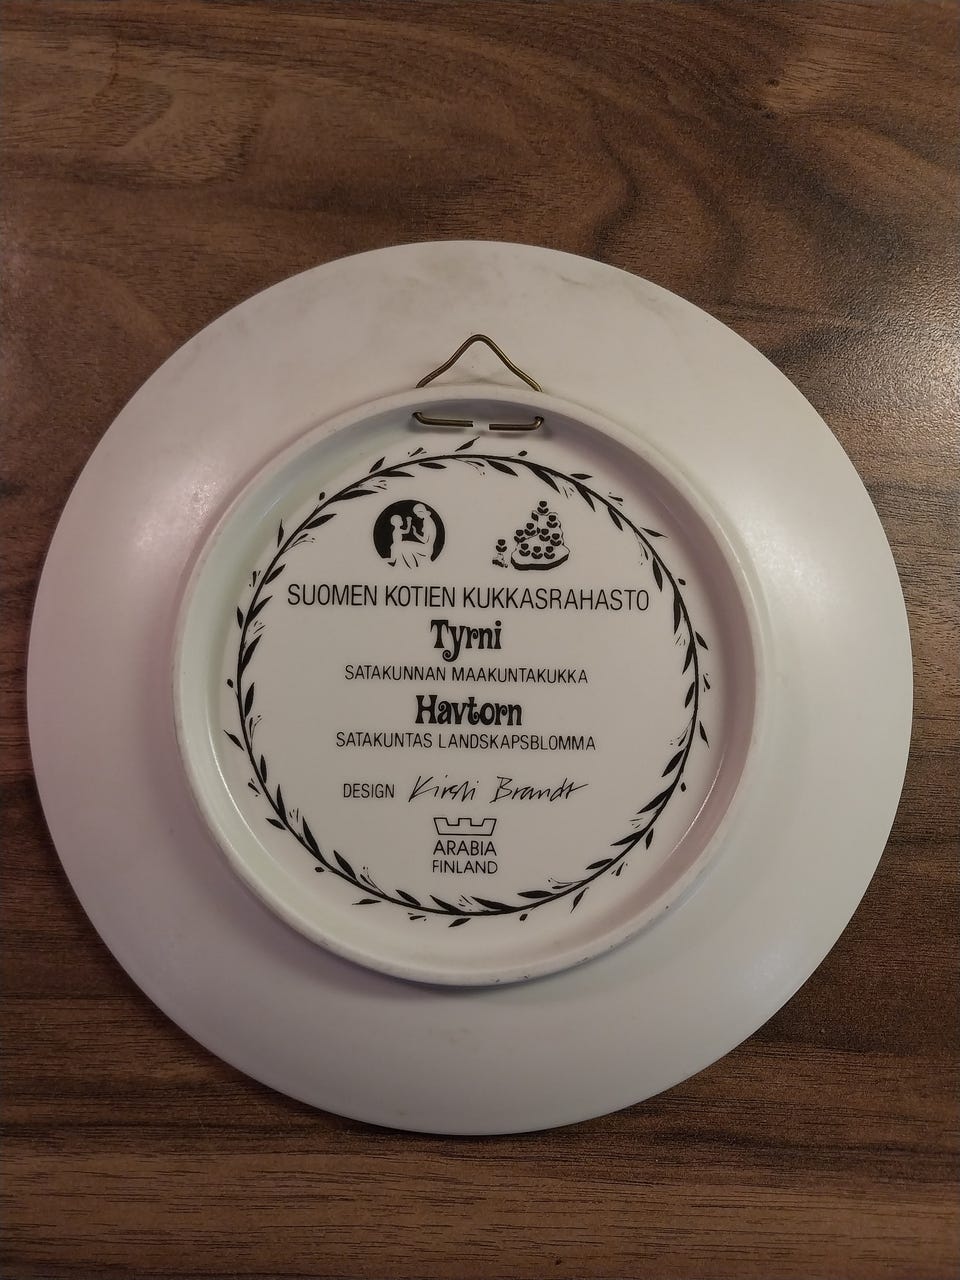 SUOMEN KOTIEN KUKKASRAHASTO
Tyrni
SATAKUNNAN MAAKUNTAKUKKA
Havtorn
SATAKUNTAS LANDSKAPSBLOMMA
DESIGN Kirsti Brandt
ARABIA
FINLAND